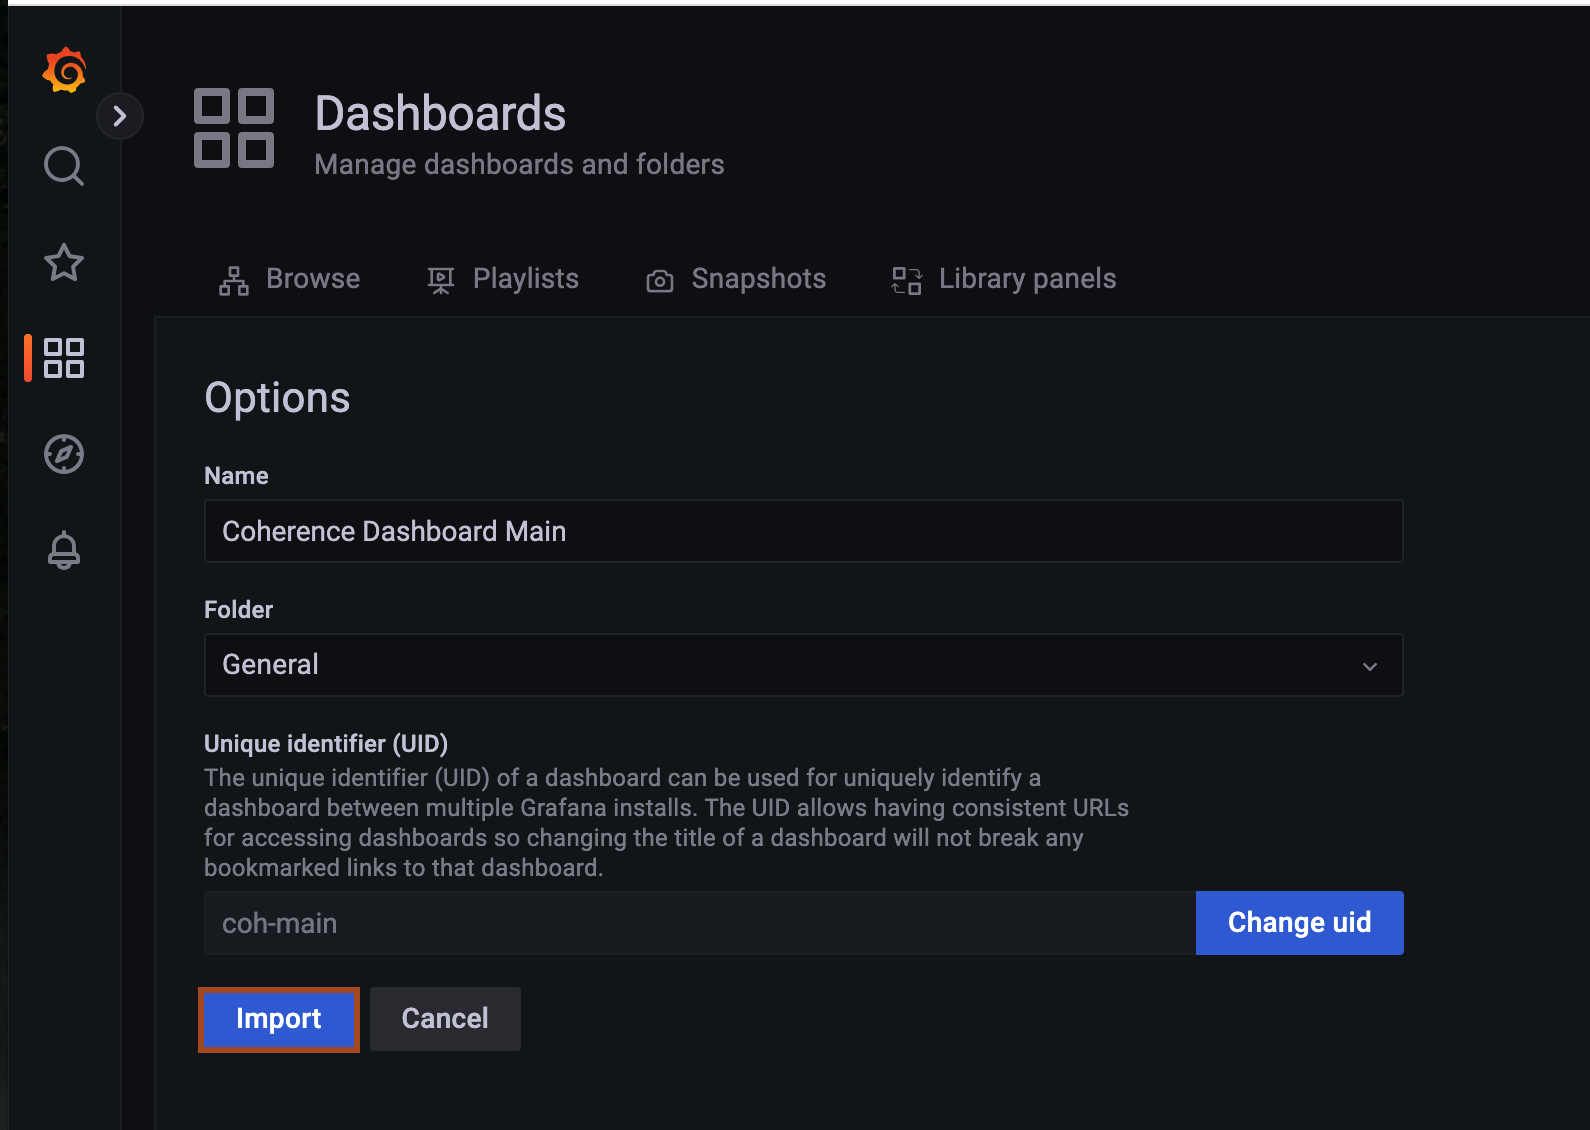 Dashboards
Manage dashboards and folders
Browse
Playlists
Snapshots
Library panels
Options
Name
Coherence Dashboard Main
Folder
General
Unique identifier (UID)
The unique identifier (UID) of a dashboard can be used for uniquely identify a
dashboard between multiple Grafana installs. The UID allows having consistent URLs
for accessing dashboards so changing the title of a dashboard will not break any
bookmarked links to that dashboard.
coh-main
Change uid
Import
Cancel